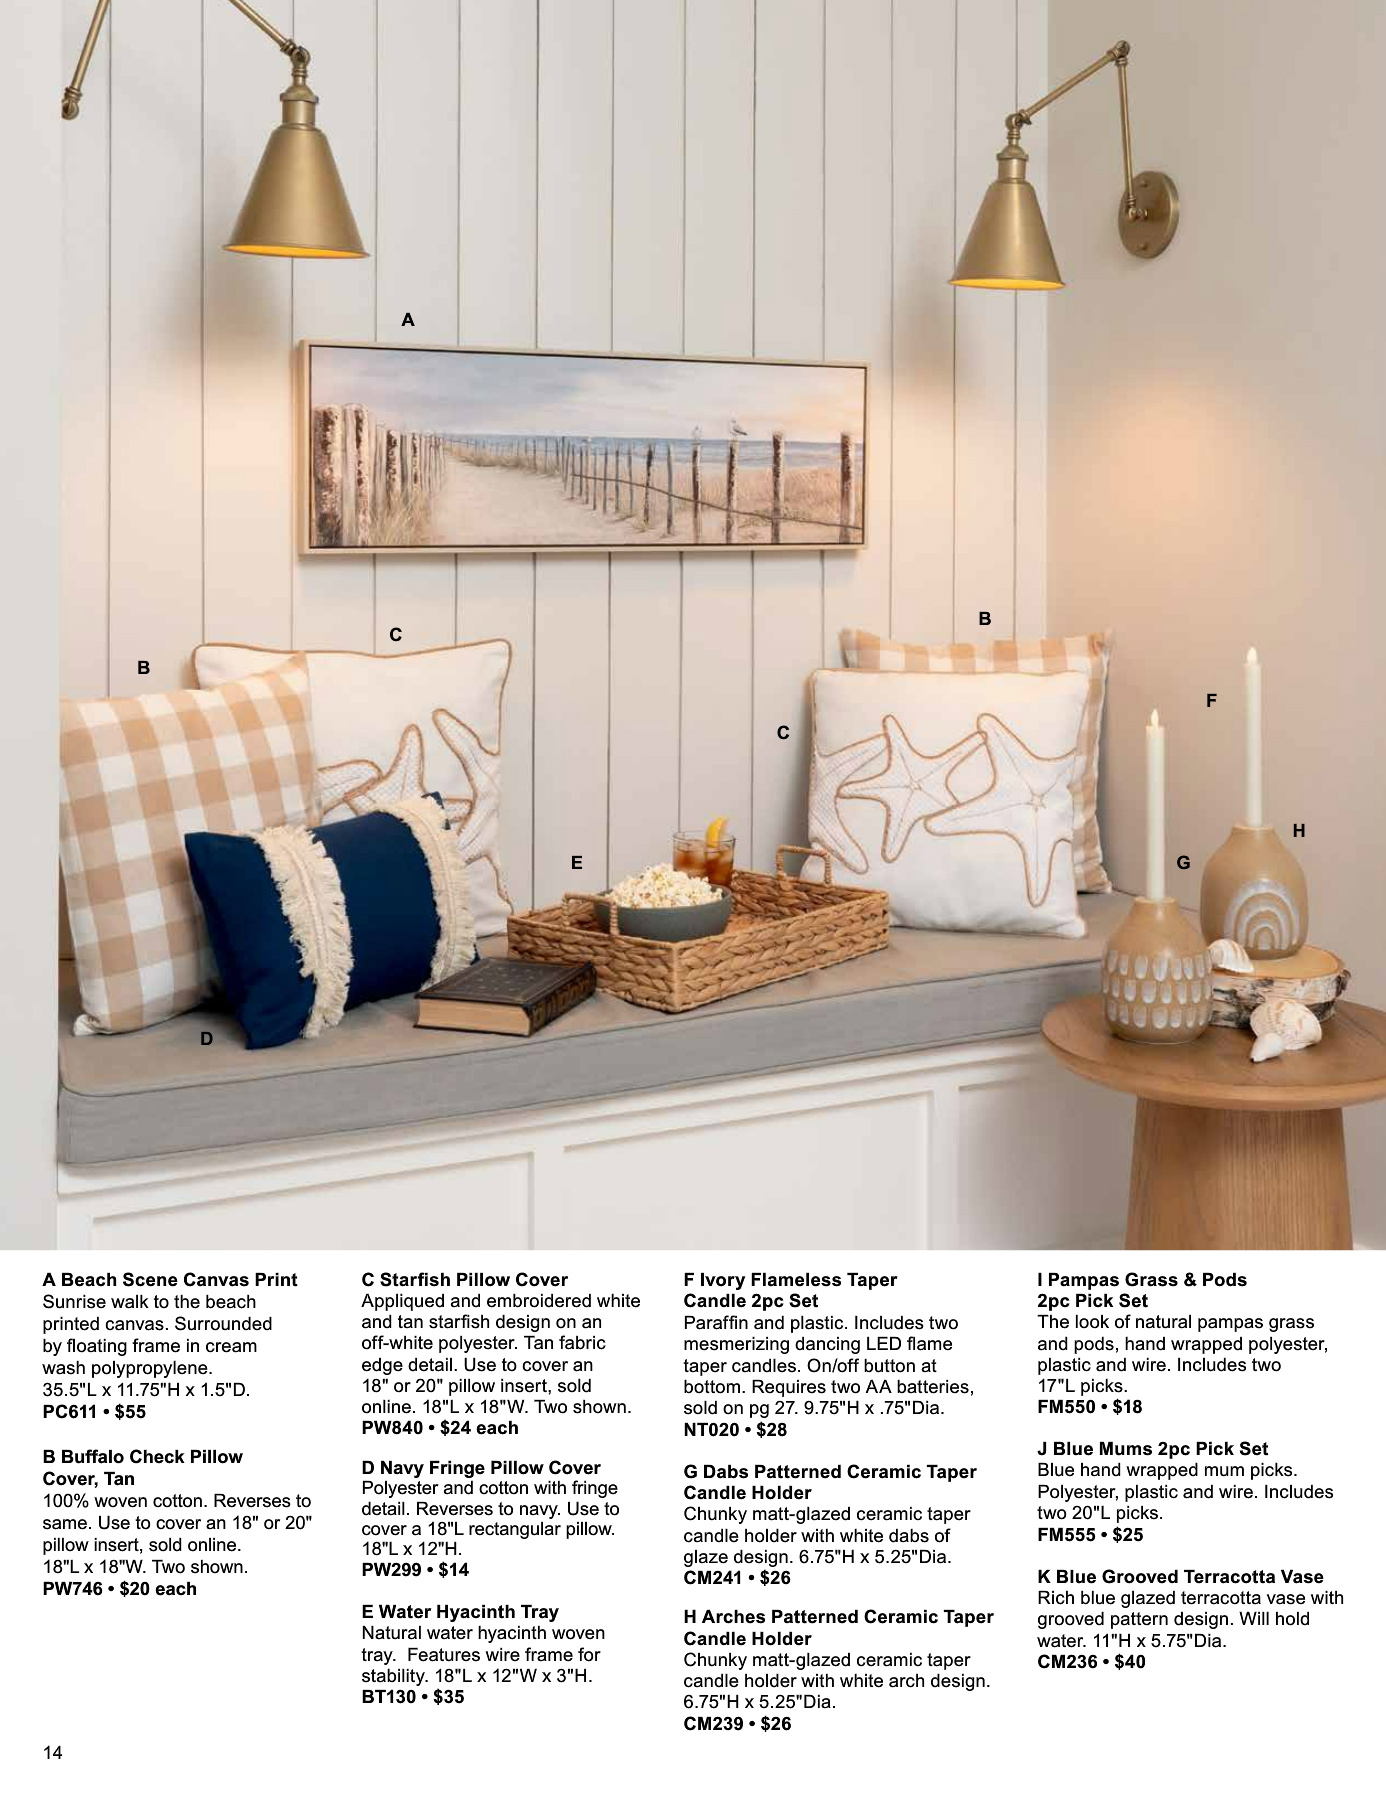 A
B
C
B
C
F
H
G
E
D
A Beach Scene Canvas Print
Sunrise walk to the beach
printed canvas. Surrounded
by floating frame in cream
wash polypropylene.
35.5"L x 11.75"H x 1.5"D.
PC611 • $55
B Buffalo Check Pillow
Cover, Tan
100% woven cotton. Reverses to
same. Use to cover an 18" or 20"
pillow insert, sold online.
18"L x 18"W. Two shown.
PW746 • $20 each
C Starfish Pillow Cover
Appliqued and embroidered white
and tan starfish design on an
off-white polyester. Tan fabric
edge detail. Use to cover an
18" or 20" pillow insert, sold
online. 18"L x 18"W. Two shown.
PW840 • $24 each
D Navy Fringe Pillow Cover
Polyester and cotton with fringe
detail. Reverses to navy. Use to
cover a 18"L rectangular pillow.
18"L x 12"H.
PW299 • $14
E Water Hyacinth Tray
Natural water hyacinth woven
tray.  Features wire frame for
stability. 18"L x 12"W x 3"H.
BT130 • $35
F Ivory Flameless Taper
Candle 2pc Set
Paraffin and plastic. Includes two
mesmerizing dancing LED flame
taper candles. On/off button at
bottom. Requires two AA batteries,
sold on pg 27. 9.75"H x .75"Dia.
NT020 • $28
G Dabs Patterned Ceramic Taper
Candle Holder
Chunky matt-glazed ceramic taper
candle holder with white dabs of
glaze design. 6.75"H x 5.25"Dia.
CM241 • $26
H Arches Patterned Ceramic Taper
Candle Holder
Chunky matt-glazed ceramic taper
candle holder with white arch design.
6.75"H x 5.25"Dia.
CM239 • $26
I Pampas Grass & Pods
2pc Pick Set
The look of natural pampas grass
and pods, hand wrapped polyester,
plastic and wire. Includes two
17"L picks.
FM550 • $18
J Blue Mums 2pc Pick Set
Blue hand wrapped mum picks.
Polyester, plastic and wire. Includes
two 20"L picks.
FM555 • $25
K Blue Grooved Terracotta Vase
Rich blue glazed terracotta vase with
grooved pattern design. Will hold
water. 11"H x 5.75"Dia.
CM236 • $40
14